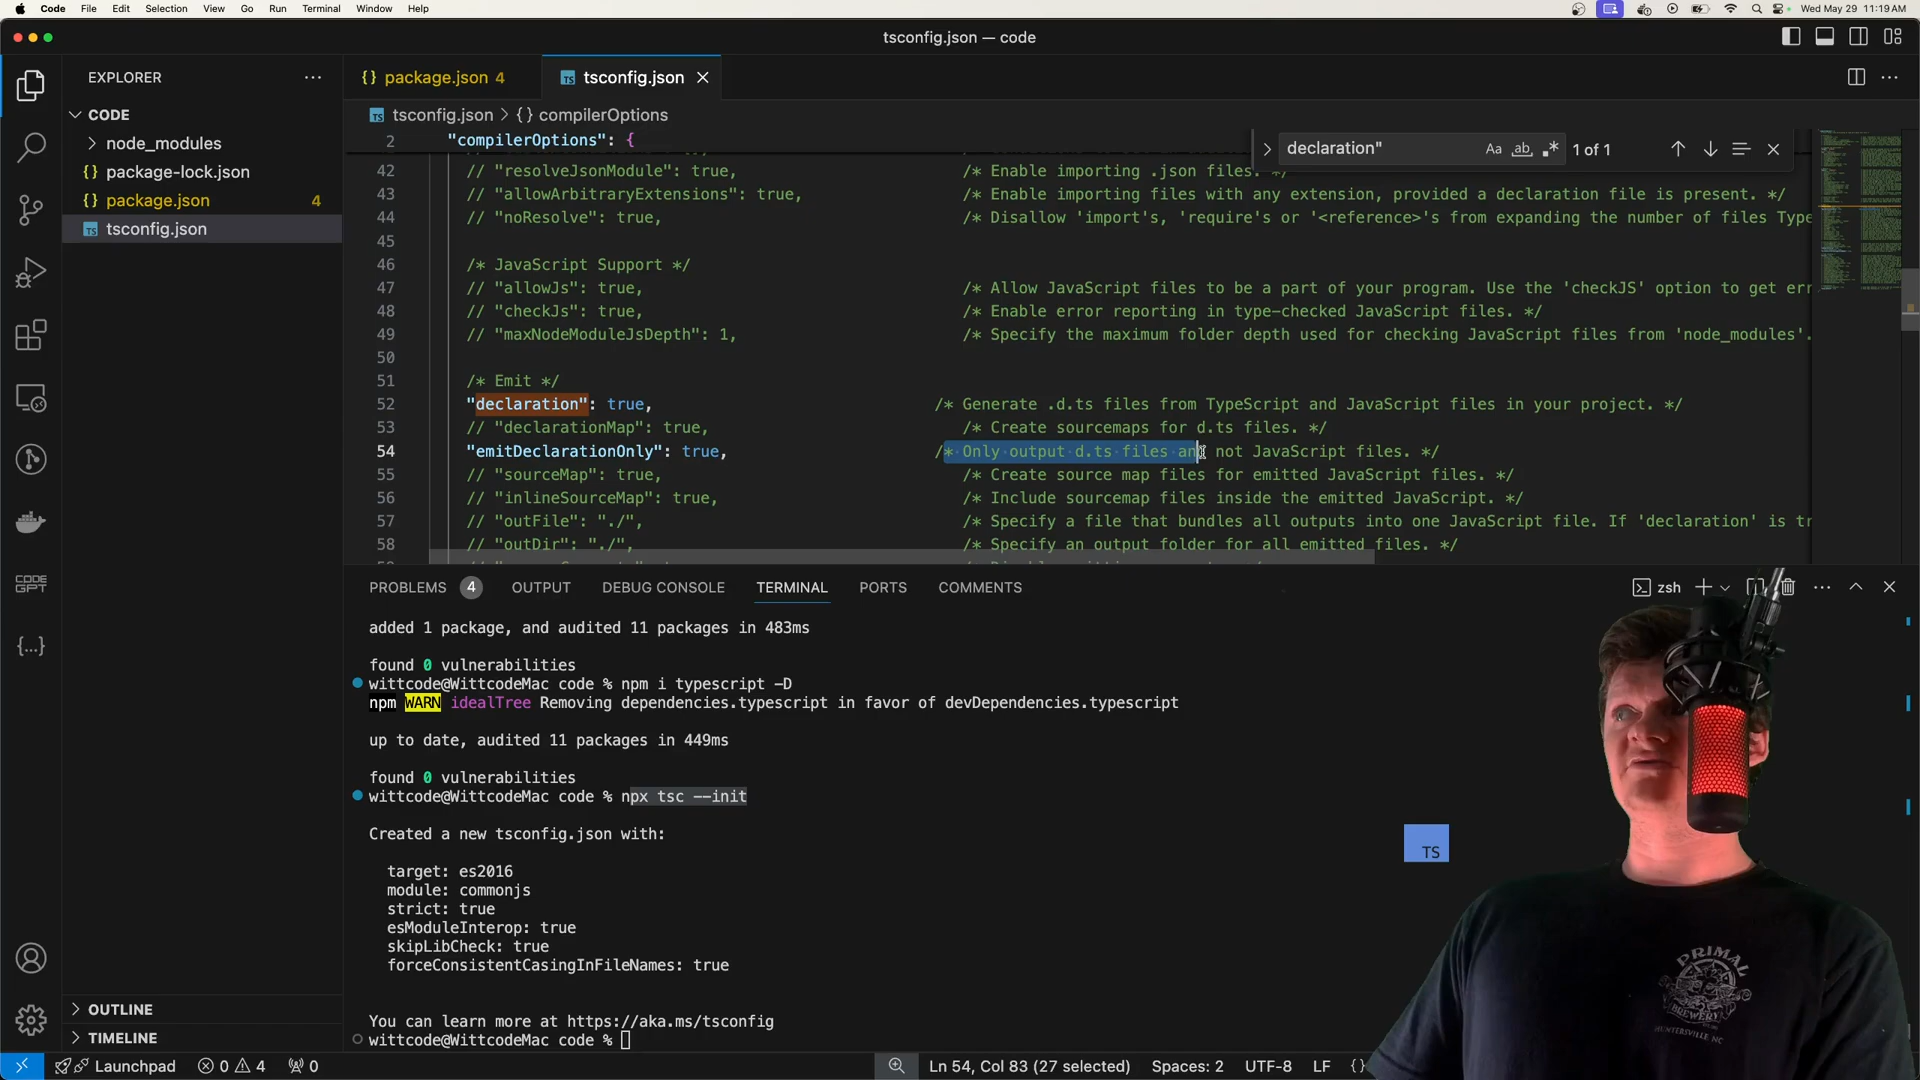 Code File Edit Selection View Go Run Terminal Window Help
Wed May 29 11:19 AM
tsconfig.json — code
EXPLORER
CODE
node_modules
package-lock.json
package.json 4
tsconfig.json
OUTLINE
TIMELINE
package.json 4
tsconfig.json
tsconfig.json > {} compilerOptions
declaration"
Aa ab .* 1 of 1
2 "compilerOptions": {
42 // "resolveJsonModule": true, /* Enable importing .json files. */
43 // "allowArbitraryExtensions": true, /* Enable importing files with any extension, provided a declaration file is present. */
44 // "noResolve": true, /* Disallow 'import's, 'require's or '<reference>'s from expanding the number of files Type
45
46 /* JavaScript Support */
47 // "allowJs": true, /* Allow JavaScript files to be a part of your program. Use the 'checkJS' option to get err
48 // "checkJs": true, /* Enable error reporting in type-checked JavaScript files. */
49 // "maxNodeModuleJsDepth": 1, /* Specify the maximum folder depth used for checking JavaScript files from 'node_modules'.
50
51 /* Emit */
52 "declaration": true, /* Generate .d.ts files from TypeScript and JavaScript files in your project. */
53 // "declarationMap": true, /* Create sourcemaps for d.ts files. */
54 "emitDeclarationOnly": true, /* Only output d.ts files and not JavaScript files. */
55 // "sourceMap": true, /* Create source map files for emitted JavaScript files. */
56 // "inlineSourceMap": true, /* Include sourcemap files inside the emitted JavaScript. */
57 // "outFile": "./", /* Specify a file that bundles all outputs into one JavaScript file. If 'declaration' is tr
58 // "outDir": "./", /* Specify an output folder for all emitted files. */
PROBLEMS 4 OUTPUT DEBUG CONSOLE TERMINAL PORTS COMMENTS
zsh
added 1 package, and audited 11 packages in 483ms
found 0 vulnerabilities
wittcode@WittcodeMac code % npm i typescript -D
npm WARN idealTree Removing dependencies.typescript in favor of devDependencies.typescript
up to date, audited 11 packages in 449ms
found 0 vulnerabilities
wittcode@WittcodeMac code % npx tsc --init
Created a new tsconfig.json with:
target: es2016
module: commonjs
strict: true
esModuleInterop: true
skipLibCheck: true
forceConsistentCasingInFileNames: true
You can learn more at https://aka.ms/tsconfig
wittcode@WittcodeMac code %
TS
CODE
GPT
PRIMAL
BREWERY
HUNTERSVILLE NC
Launchpad 0 4 0
Ln 54, Col 83 (27 selected) Spaces: 2 UTF-8 LF {}